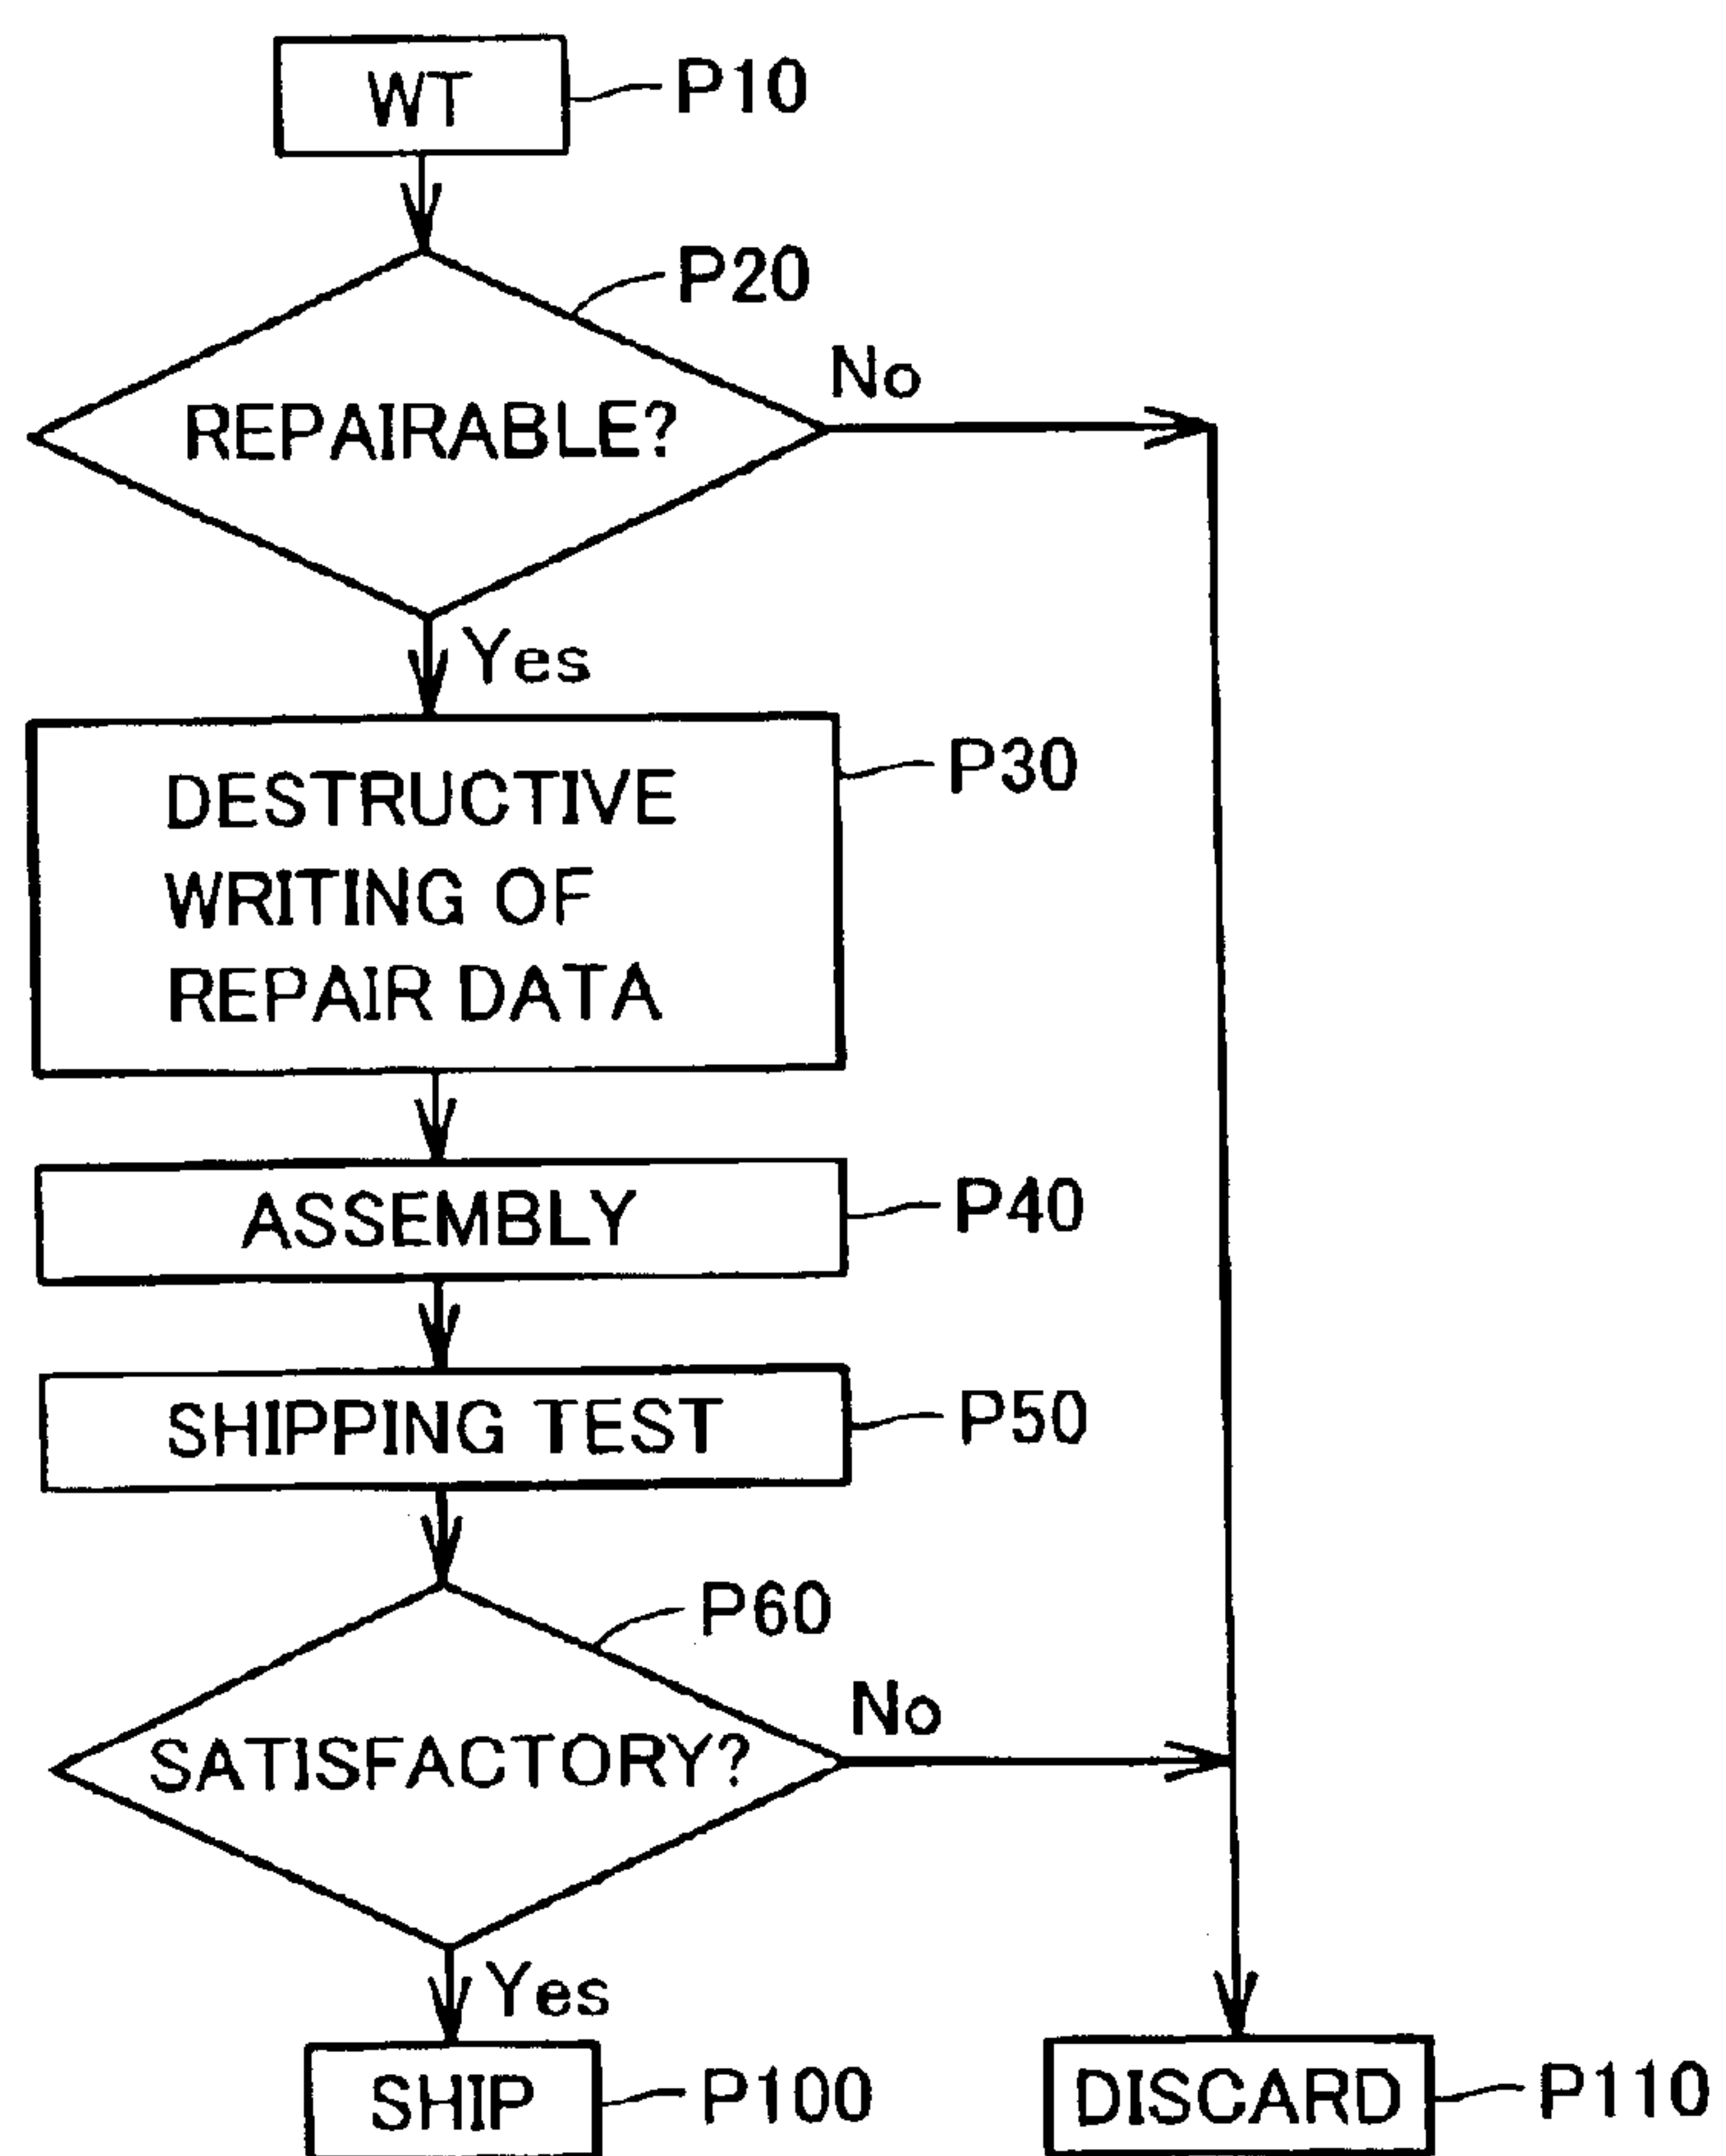 WT
P10
P20
REPAIRABLE?
No
Yes
DESTRUCTIVE
WRITING OF
REPAIR DATA
P30
ASSEMBLY
P40
SHIPPING TEST
P50
P60
SATISFACTORY?
No
Yes
SHIP
P100
DISCARD
P110